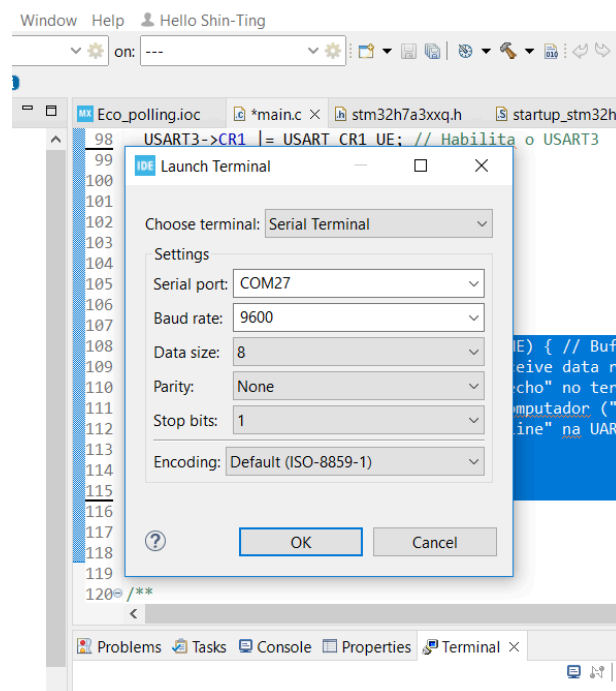 Window Help Hello Shin-Ting
on: ---
MX Eco_polling.ioc *main.c stm32h7a3xxq.h startup_stm32h
98 USART3->CR1 |= USART_CR1_UE; // Habilita o USART3
99
IDE Launch Terminal
100
101
102 Choose terminal: Serial Terminal
103
Settings
104
105 Serial port: COM27
106
Baud rate: 9600
107
108 NE) { // Buf
Data size: 8
109 eive data n
110 Parity: None echo" no ter
111 omputador ("
Stop bits: 1
112 ine" na UAR
113
Encoding: Default (ISO-8859-1)
114
115
116
117 OK Cancel
118
119
120 /**
Problems Tasks Console Properties Terminal